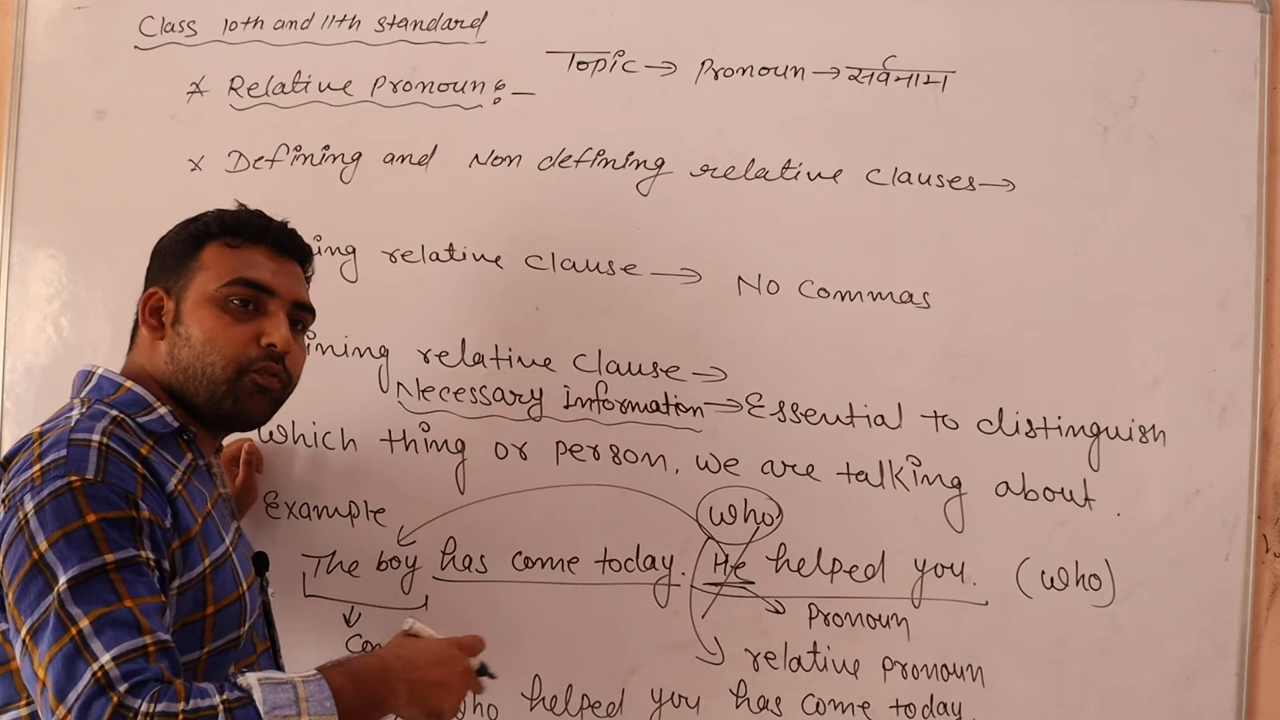 Class 10th and 11th standard
Topic → Pronoun → सर्वनाम
* Relative Pronoun :-
× Defining and Non defining relative clauses →
ing relative clause → No Commas
ining relative clause →
Necessary information → Essential to distinguish
which thing or person, we are talking about.
Example
who
The boy has come today. He helped you. (who)
Pronoun
relative pronoun
helped you has come today.